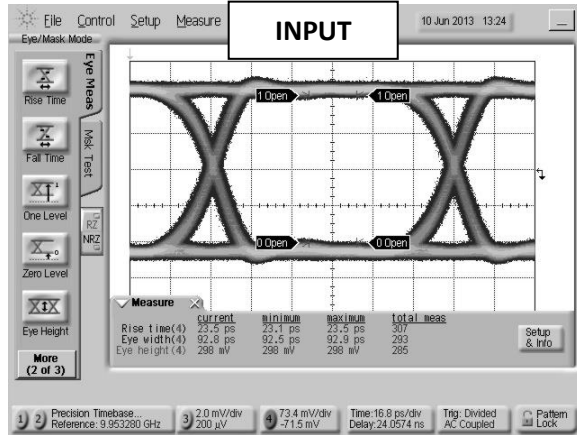 File Control Setup Measure
INPUT
10 Jun 2013 13:24
Eye/Mask Mode
Rise Time
Fall Time
One Level
Zero Level
Eye Height
More
(2 of 3)
Eye Meas
Msk Test
RZ
NRZ
1 Open 1 Open
0 Open 0 Open
Measure
current minimum maximum total meas
Rise time(4) 23.5 ps 23.1 ps 23.5 ps 307
Eye width(4) 92.8 ps 92.5 ps 92.9 ps 293
Eye height(4) 298 mV 298 mV 298 mV 285
Setup
& Info
1 2 Precision Timebase...
Reference: 9.953280 GHz
3 2.0 mV/div
200 µV
4 73.4 mV/div
-71.5 mV
Time:16.8 ps/div
Delay:24.0574 ns
Trig: Divided
AC Coupled
Pattern
Lock